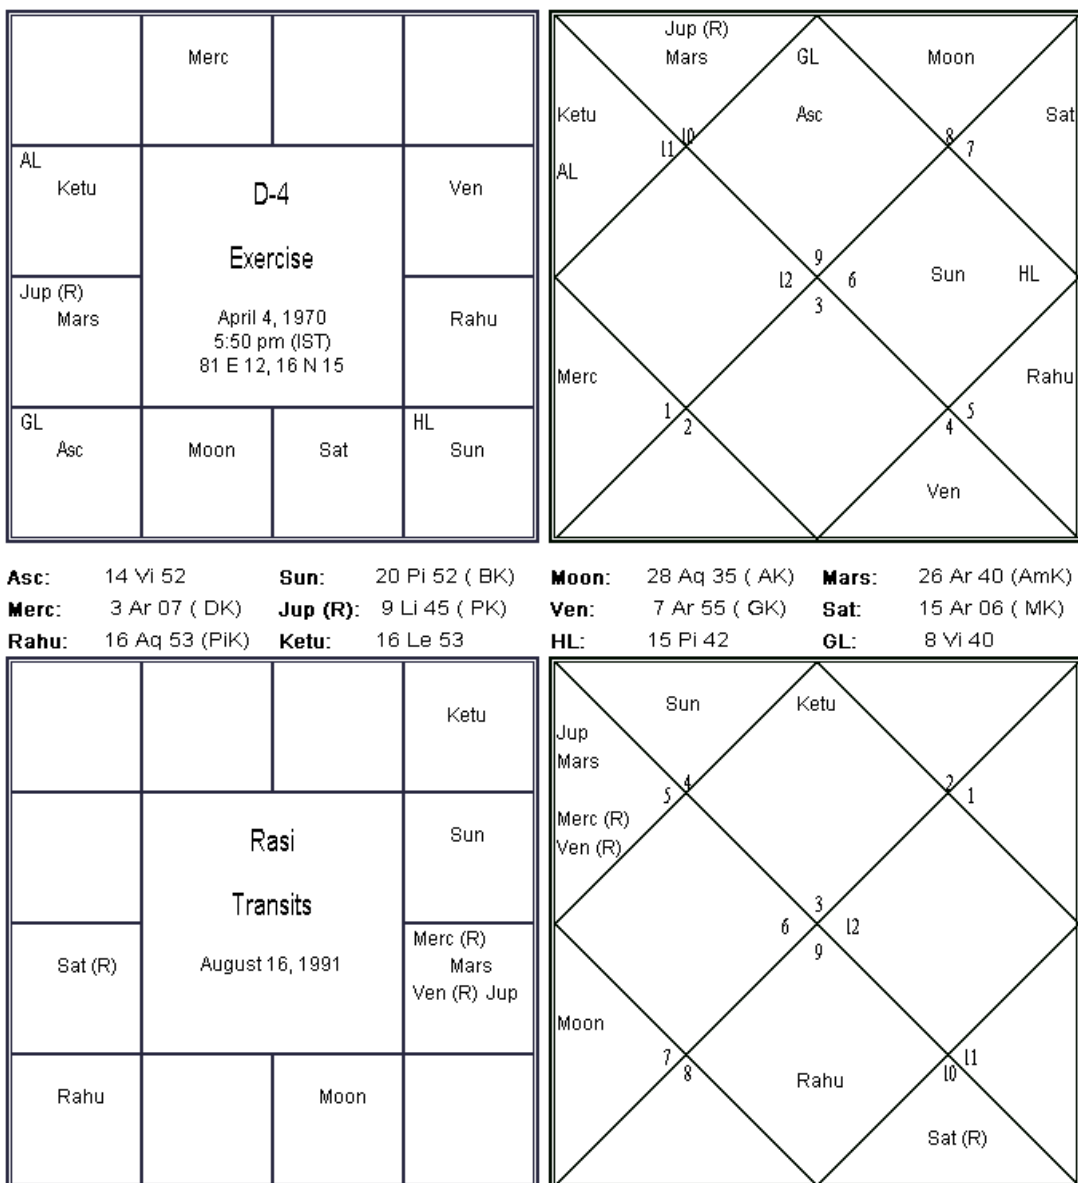 Merc
AL
Ketu
Ven
D-4
Exercise
April 4, 1970
5:50 pm (IST)
81 E 12, 16 N 15
Jup (R)
Mars
Rahu
GL
Asc
Moon
Sat
HL
Sun
Jup (R)
Mars
GL
Moon
Ketu
Asc
Sat
10
8
11
7
AL
9
12
6
Sun
HL
3
Merc
Rahu
1
5
2
4
Ven
Asc: 14 Vi 52 Sun: 20 Pi 52 ( BK) Moon: 28 Aq 35 ( AK) Mars: 26 Ar 40 (AmK)
Merc: 3 Ar 07 ( DK) Jup (R): 9 Li 45 ( PK) Ven: 7 Ar 55 ( GK) Sat: 15 Ar 06 ( MK)
Rahu: 16 Aq 53 (PiK) Ketu: 16 Le 53 HL: 15 Pi 42 GL: 8 Vi 40
Ketu
Rasi
Transits
August 16, 1991
Sun
Sat (R)
Merc (R)
Mars
Ven (R) Jup
Rahu
Moon
Sun
Ketu
Jup
Mars
4
2
5
1
Merc (R)
Ven (R)
3
6
12
9
Moon
7
11
8
10
Rahu
Sat (R)